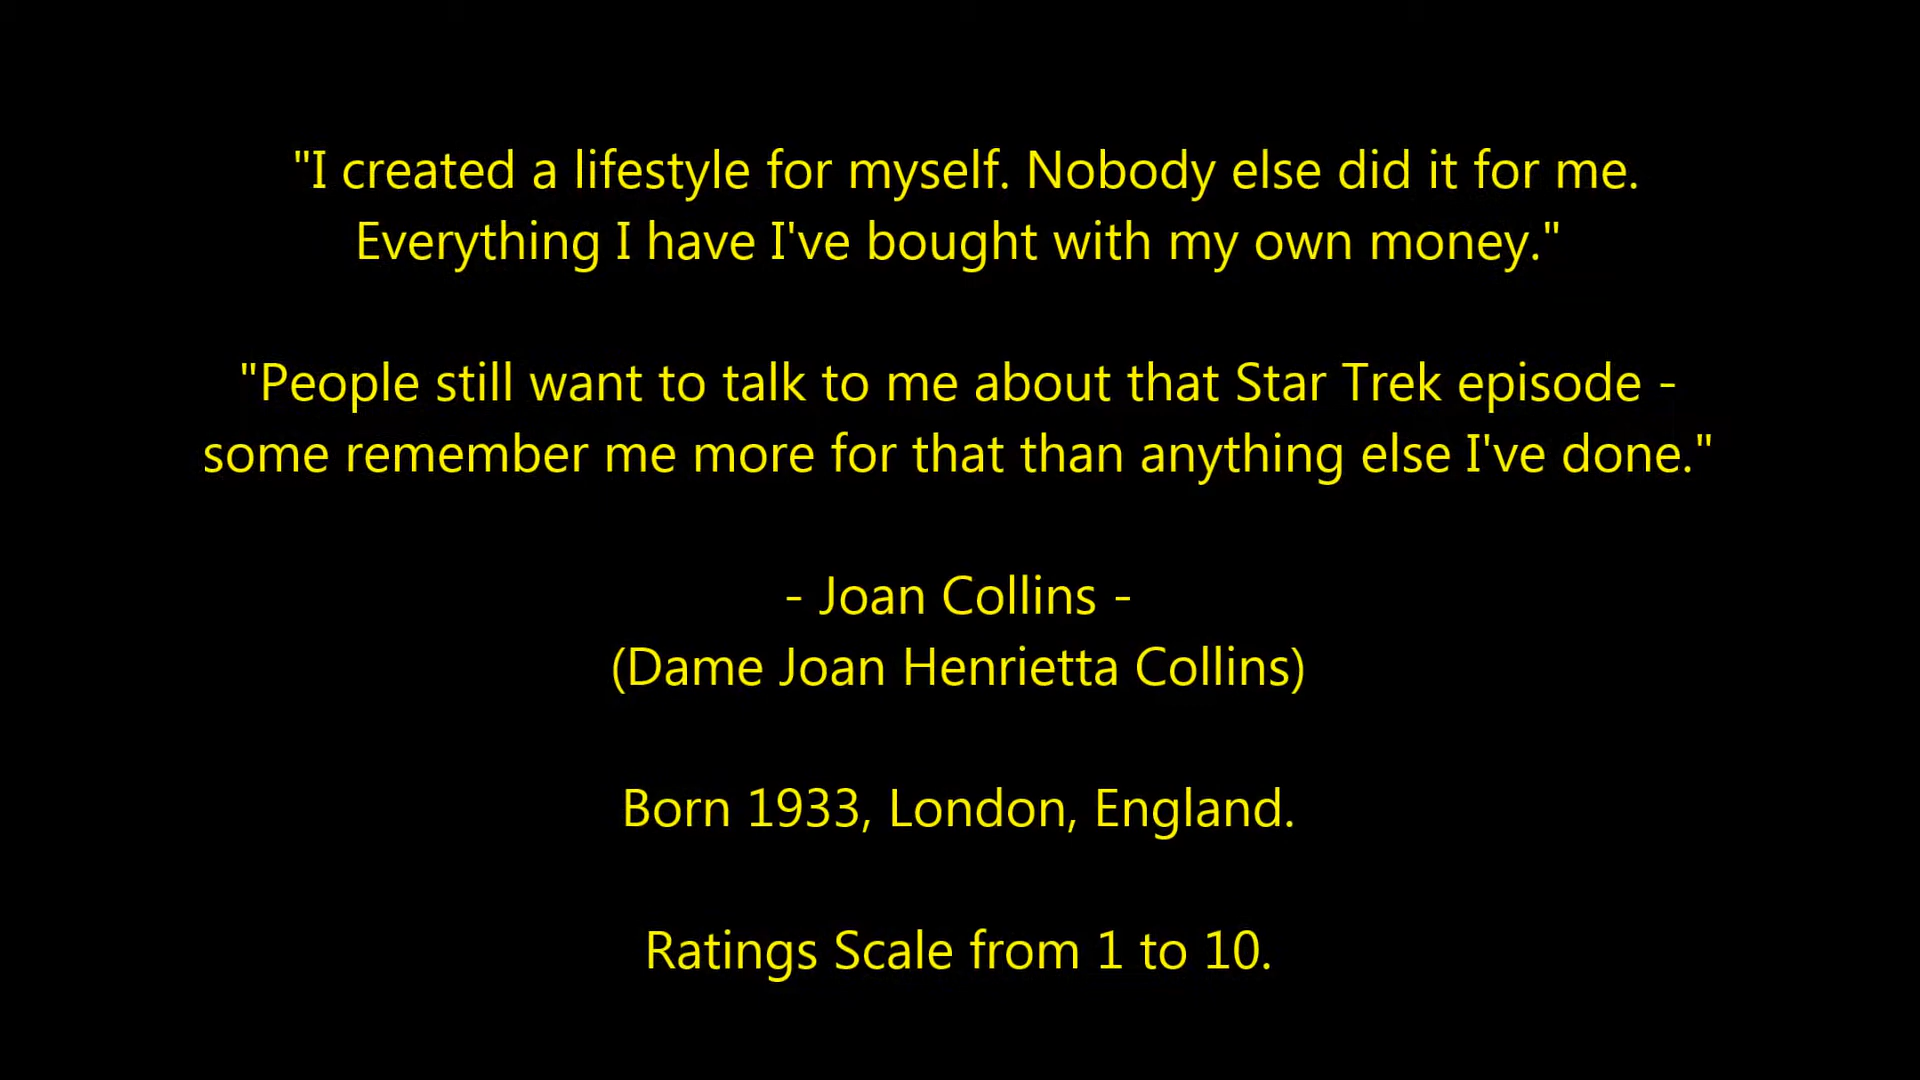 "I created a lifestyle for myself. Nobody else did it for me.
Everything I have I've bought with my own money."
"People still want to talk to me about that Star Trek episode -
some remember me more for that than anything else I've done."
- Joan Collins -
(Dame Joan Henrietta Collins)
Born 1933, London, England.
Ratings Scale from 1 to 10.